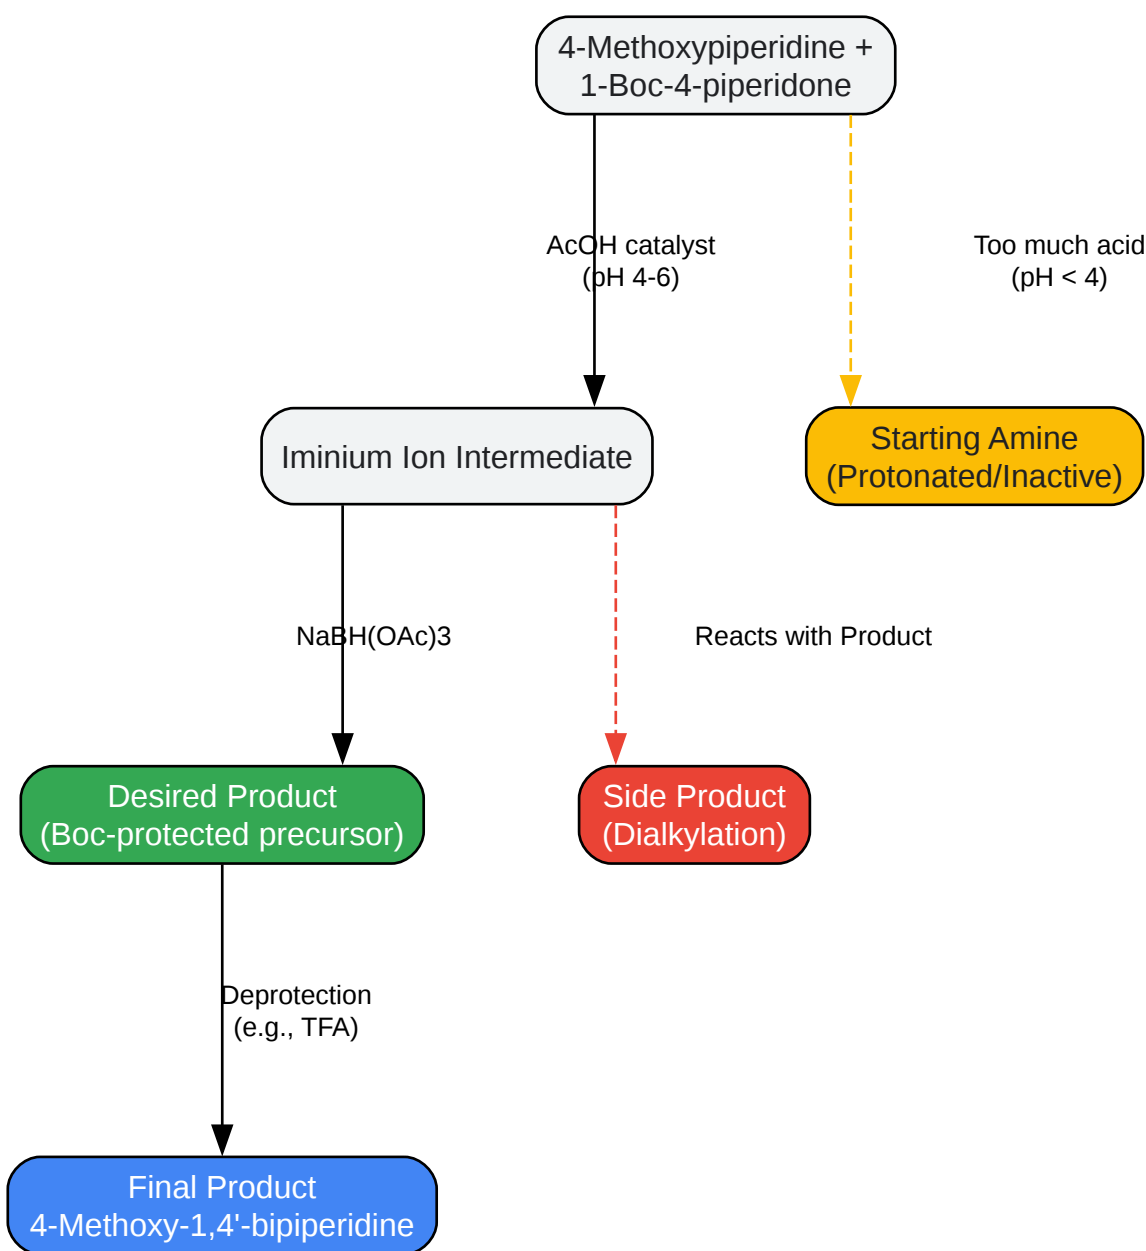 4-Methoxypiperidine +
1-Boc-4-piperidone
AcOH catalyst
(pH 4-6)
Too much acid
(pH < 4)
Iminium Ion Intermediate
Starting Amine
(Protonated/Inactive)
NaBH(OAc)3
Reacts with Product
Desired Product
(Boc-protected precursor)
Side Product
(Dialkylation)
Deprotection
(e.g., TFA)
Final Product
4-Methoxy-1,4'-bipiperidine